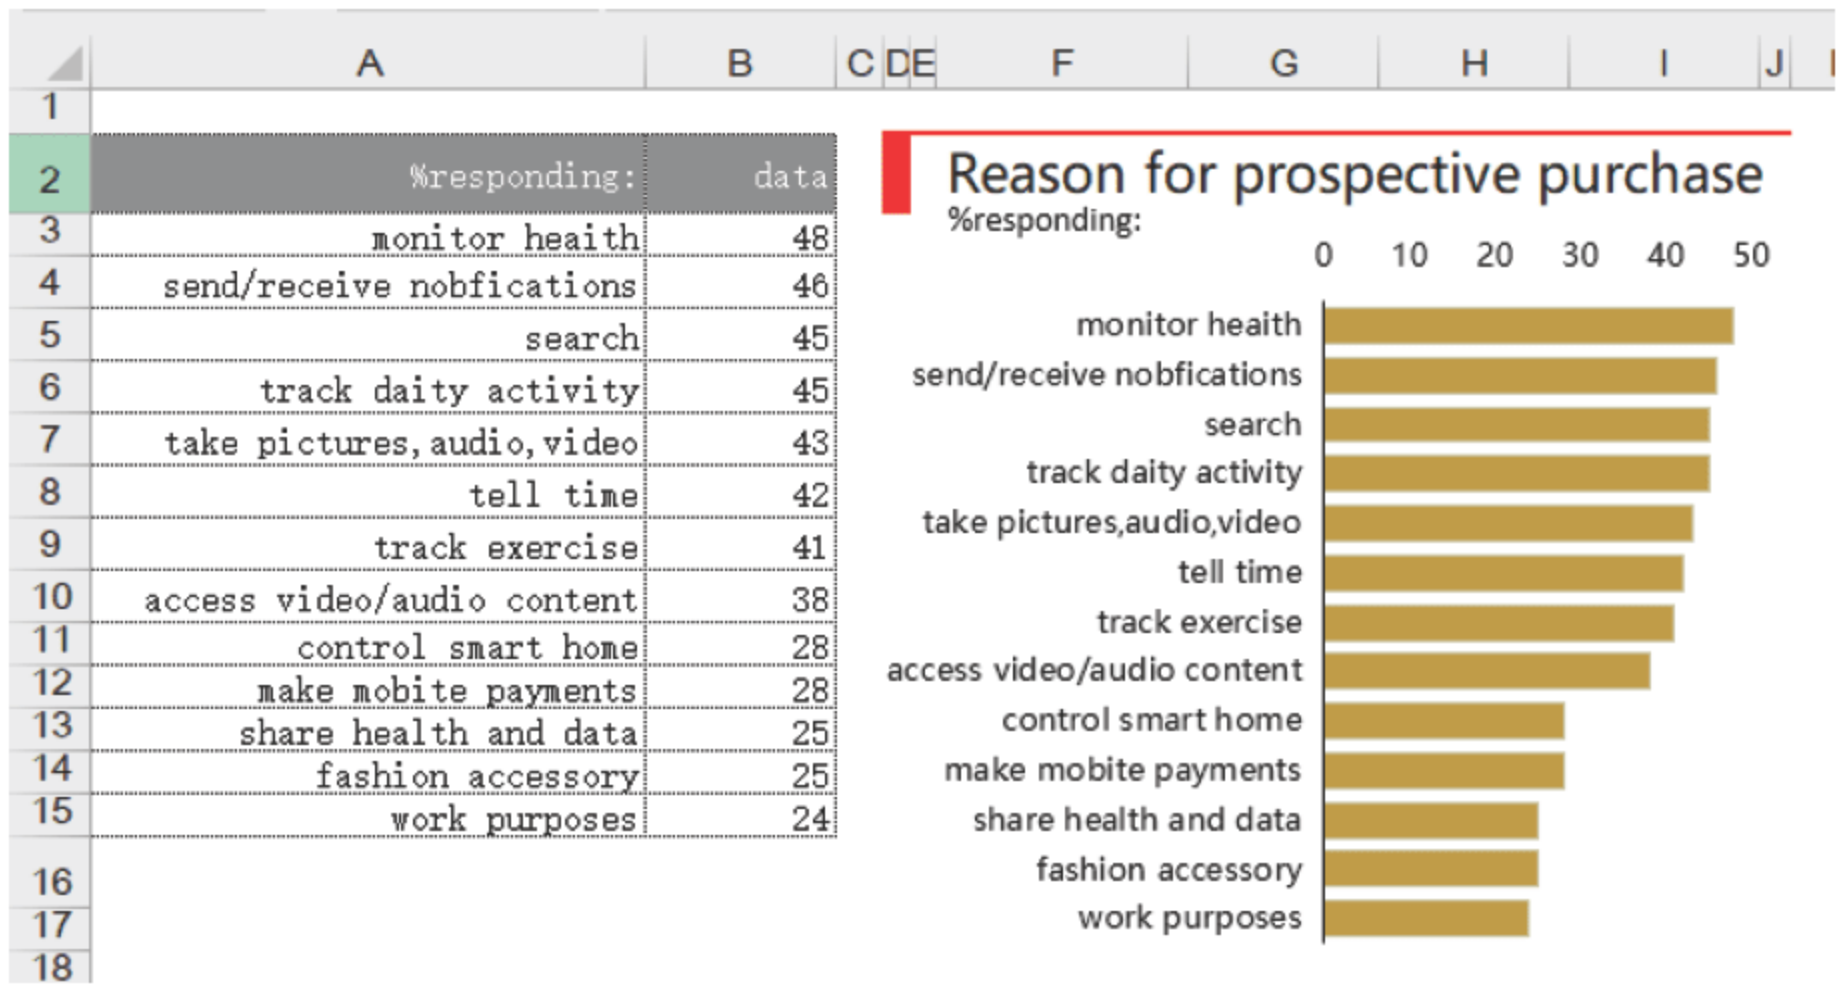 A B C D E F G H I J
1
2 %responding: data
3 monitor heaith 48
4 send/receive nobfications 46
5 search 45
6 track daity activity 45
7 take pictures,audio,video 43
8 tell time 42
9 track exercise 41
10 access video/audio content 38
11 control smart home 28
12 make mobite payments 28
13 share health and data 25
14 fashion accessory 25
15 work purposes 24
16
17
18
Reason for prospective purchase
%responding:
0 10 20 30 40 50
monitor heaith
send/receive nobfications
search
track daity activity
take pictures,audio,video
tell time
track exercise
access video/audio content
control smart home
make mobite payments
share health and data
fashion accessory
work purposes